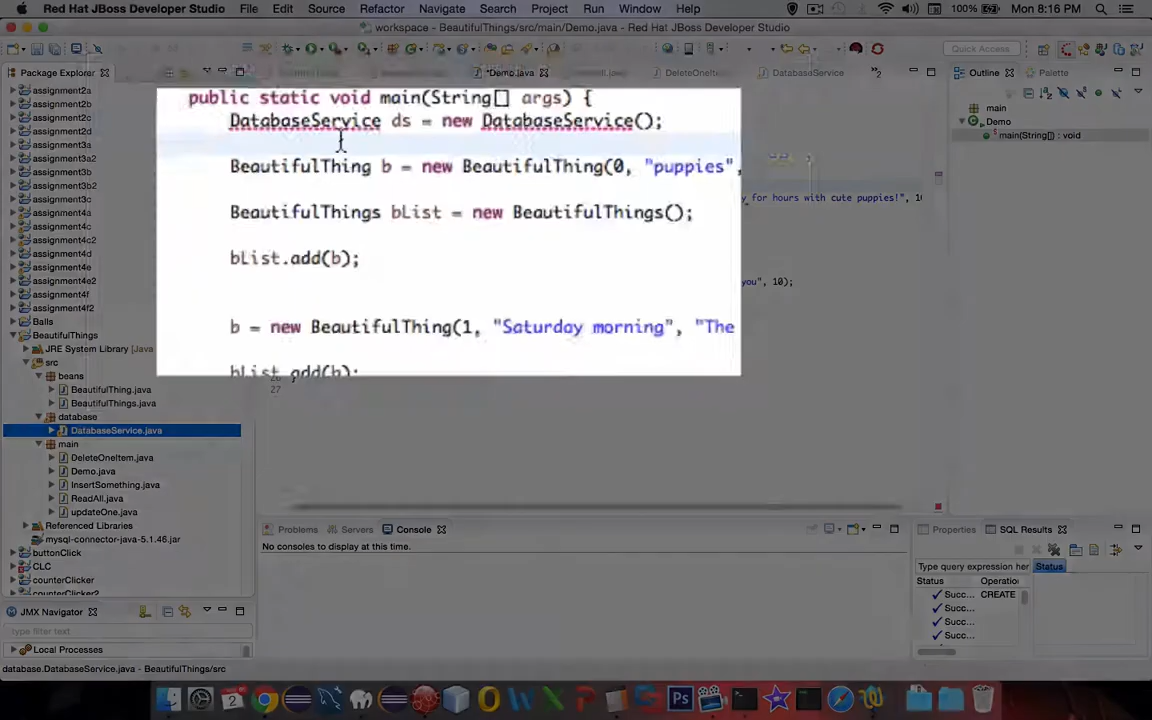 Red Hat JBoss Developer Studio File Edit Source Refactor Navigate Search Project Run Window Help 100% Mon 8:16 PM
workspace - BeautifulThings/src/main/Demo.java - Red Hat JBoss Developer Studio
Quick Access
Package Explorer
*Demo.java
DeleteOneItem
DatabaseService
Outline
Palette
assignment2a
assignment2b
assignment2c
assignment2d
assignment3a
assignment3a2
assignment3b
assignment3b2
assignment3c
assignment4a
assignment4c
assignment4c2
assignment4d
assignment4e
assignment4e2
assignment4f
assignment4f2
Balls
BeautifulThings
JRE System Library [Java
src
beans
BeautifulThing.java
BeautifulThings.java
database
DatabaseService.java
main
DeleteOneItem.java
Demo.java
InsertSomething.java
ReadAll.java
updateOne.java
Referenced Libraries
mysql-connector-java-5.1.46.jar
buttonClick
CLC
counterClicker
counterClicker2
public static void main(String[] args) {
DatabaseService ds = new DatabaseService();
BeautifulThing b = new BeautifulThing(0, "puppies",
BeautifulThings bList = new BeautifulThings();
bList.add(b);
b = new BeautifulThing(1, "Saturday morning", "The
bList.add(b);
for hours with cute puppies!", 10
you", 10);
27
main
Demo
main(String[]) : void
Problems
Servers
Console
No consoles to display at this time.
Properties
SQL Results
Type query expression her
Status
Status
Operatio
Succ...
CREATE
Succ...
Succ...
Succ...
JMX Navigator
type filter text
Local Processes
database.DatabaseService.java - BeautifulThings/src